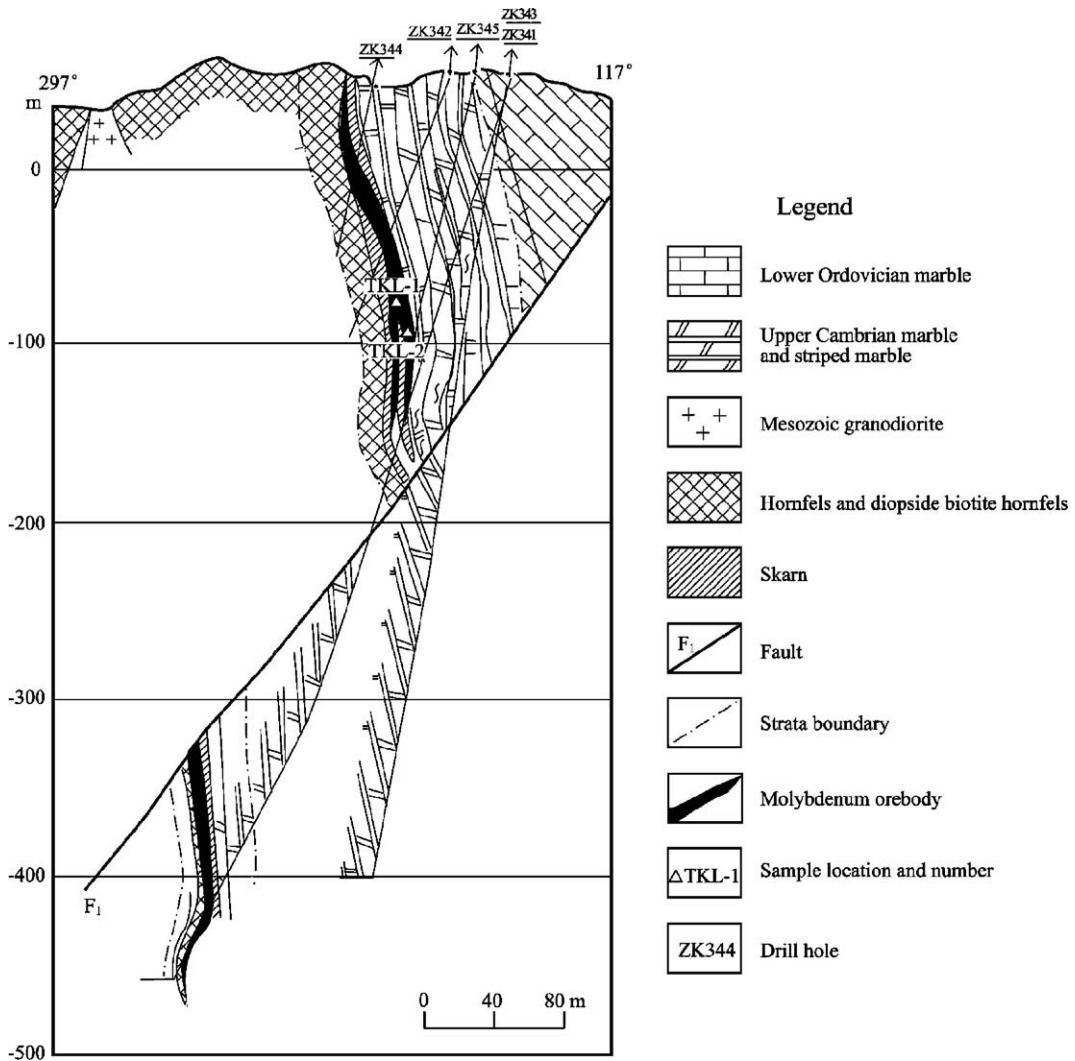 ZK343
ZK344
ZK342
ZK345
ZK341
297°
117°
m
0
TKL-1
-100
TKL-2
-200
-300
-400
F₁
-500
0 40 80 m
Legend
Lower Ordovician marble
Upper Cambrian marble
and striped marble
Mesozoic granodiorite
Hornfels and diopside biotite hornfels
Skarn
F₁
Fault
Strata boundary
Molybdenum orebody
△TKL-1
Sample location and number
ZK344
Drill hole